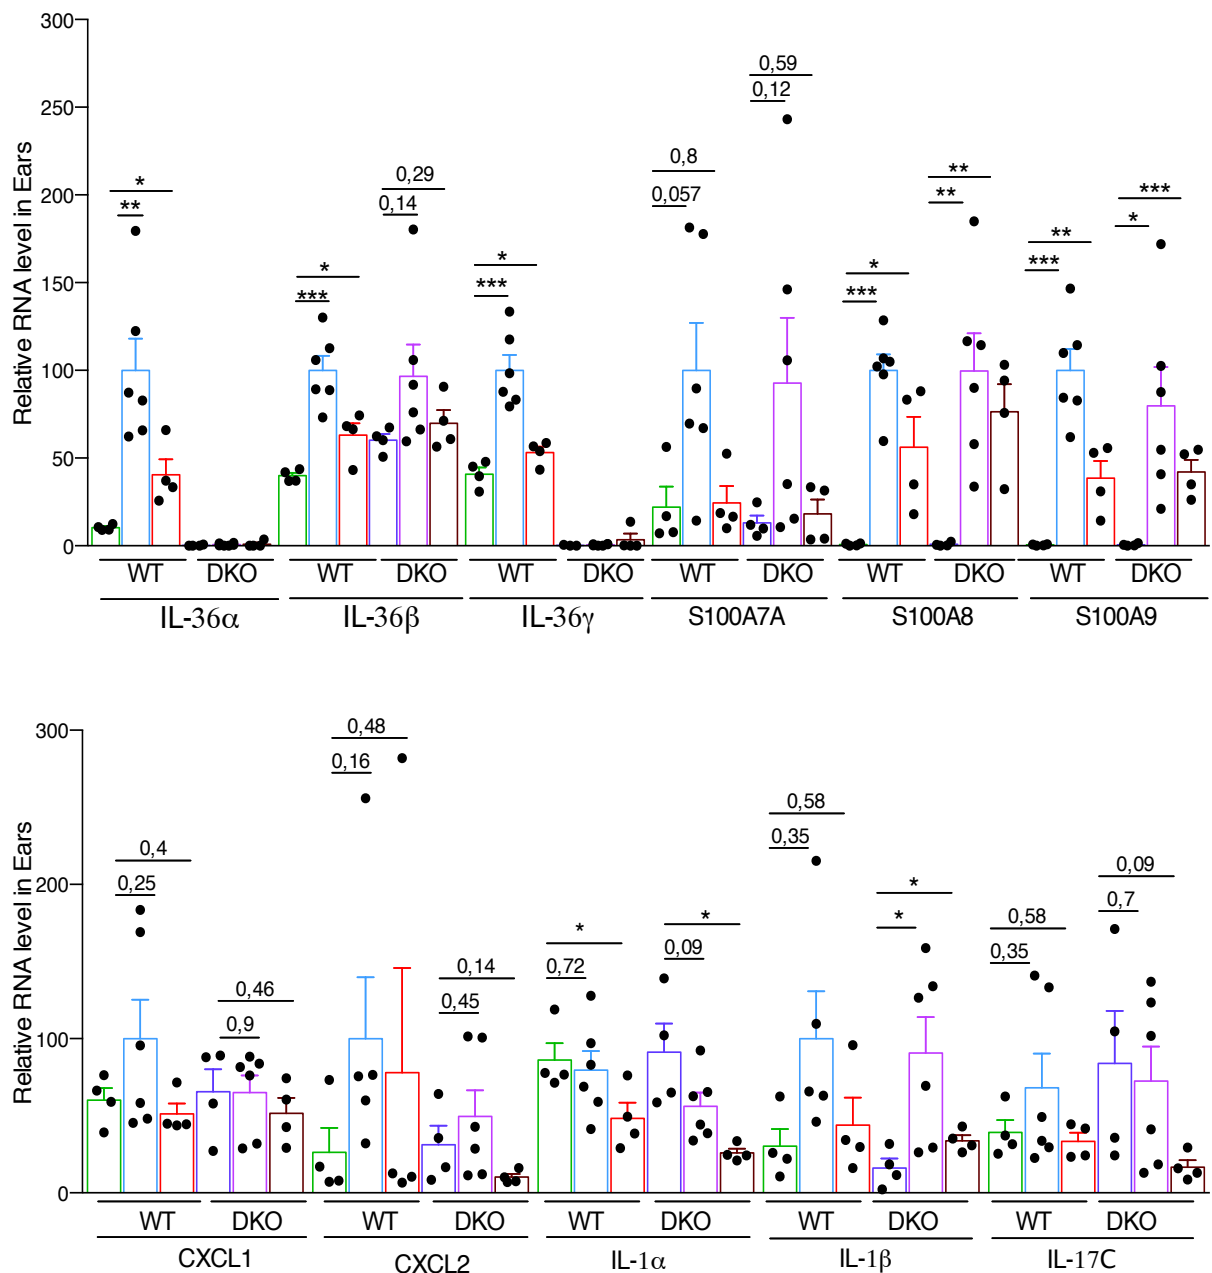 300
250
200
150
100
50
0
Relative RNA level in Ears
* ** * *** 0,29 0,14 * *** 0,8 0,057 0,59 0,12 * *** ** ** ** *** *** *
WT DKO WT DKO WT DKO WT DKO WT DKO WT DKO
IL-36α IL-36β IL-36γ S100A7A S100A8 S100A9
300
200
100
0
Relative RNA level in Ears
0,4 0,25 0,46 0,9 0,48 0,16 0,14 0,45 * 0,72 * 0,09 0,58 0,35 * * 0,58 0,35 0,09 0,7
WT DKO WT DKO WT DKO WT DKO WT DKO
CXCL1 CXCL2 IL-1α IL-1β IL-17C